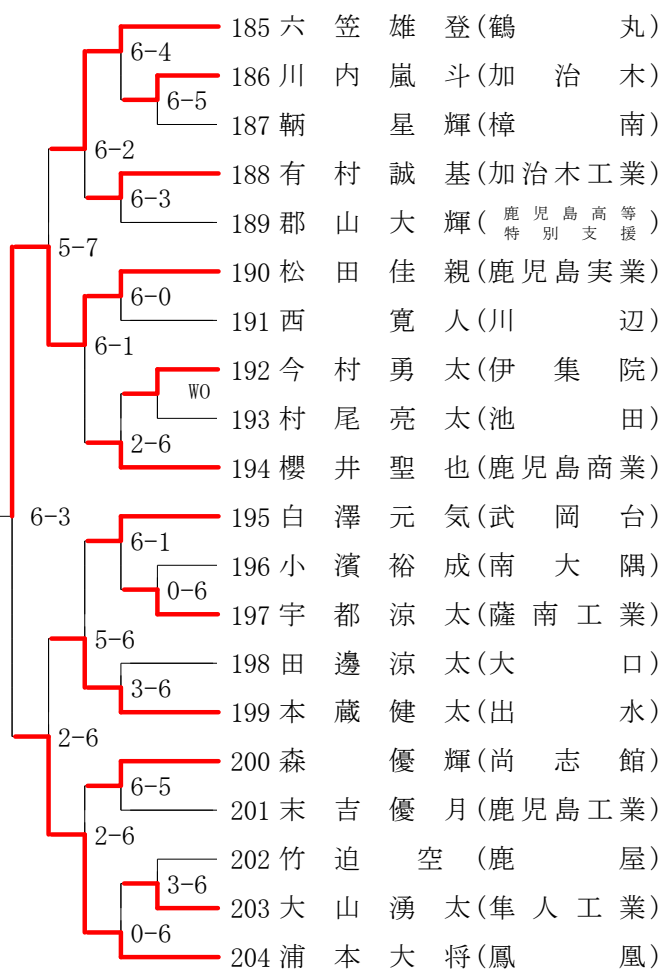 185 六笠雄登(鶴丸)
6-4
186 川内嵐斗(加治木)
6-5
187 鞆星輝(樟南)
6-2
188 有村誠基(加治木工業)
6-3
189 郡山大輝(鹿児島高等特別支援)
5-7
190 松田佳親(鹿児島実業)
6-0
191 西寛人(川辺)
6-1
192 今村勇太(伊集院)
WO
193 村尾亮太(池田)
2-6
194 櫻井聖也(鹿児島商業)
6-3
195 白澤元気(武岡台)
6-1
196 小濱裕成(南大隅)
0-6
197 宇都涼太(薩南工業)
5-6
198 田邊涼太(大口)
3-6
199 本蔵健太(出水)
2-6
200 森優輝(尚志館)
6-5
201 末吉優月(鹿児島工業)
2-6
202 竹迫空(鹿屋)
3-6
203 大山湧太(隼人工業)
0-6
204 浦本大将(鳳凰)